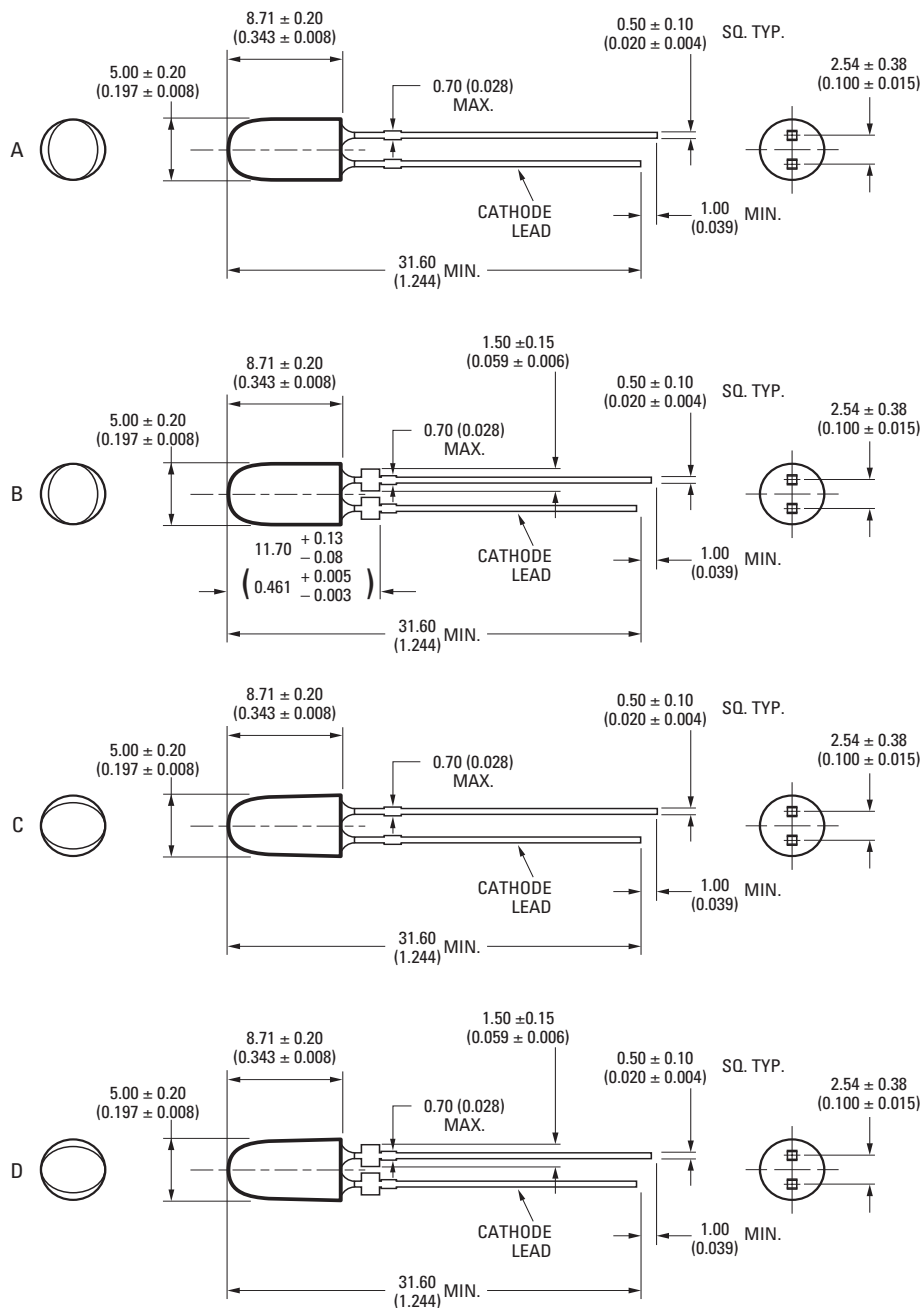 8.71 ± 0.20
(0.343 ± 0.008)
0.50 ± 0.10
(0.020 ± 0.004)
SQ. TYP.
5.00 ± 0.20
(0.197 ± 0.008)
0.70 (0.028)
MAX.
2.54 ± 0.38
(0.100 ± 0.015)
A
CATHODE
LEAD
1.00
(0.039)
MIN.
31.60
(1.244)
MIN.
1.50 ±0.15
(0.059 ± 0.006)
8.71 ± 0.20
(0.343 ± 0.008)
0.50 ± 0.10
(0.020 ± 0.004)
SQ. TYP.
5.00 ± 0.20
(0.197 ± 0.008)
0.70 (0.028)
MAX.
2.54 ± 0.38
(0.100 ± 0.015)
B
11.70 + 0.13
– 0.08
(0.461 + 0.005
– 0.003)
CATHODE
LEAD
1.00
(0.039)
MIN.
31.60
(1.244)
MIN.
8.71 ± 0.20
(0.343 ± 0.008)
0.50 ± 0.10
(0.020 ± 0.004)
SQ. TYP.
5.00 ± 0.20
(0.197 ± 0.008)
0.70 (0.028)
MAX.
2.54 ± 0.38
(0.100 ± 0.015)
C
CATHODE
LEAD
1.00
(0.039)
MIN.
31.60
(1.244)
MIN.
1.50 ±0.15
(0.059 ± 0.006)
8.71 ± 0.20
(0.343 ± 0.008)
0.50 ± 0.10
(0.020 ± 0.004)
SQ. TYP.
5.00 ± 0.20
(0.197 ± 0.008)
0.70 (0.028)
MAX.
2.54 ± 0.38
(0.100 ± 0.015)
D
CATHODE
LEAD
1.00
(0.039)
MIN.
31.60
(1.244)
MIN.